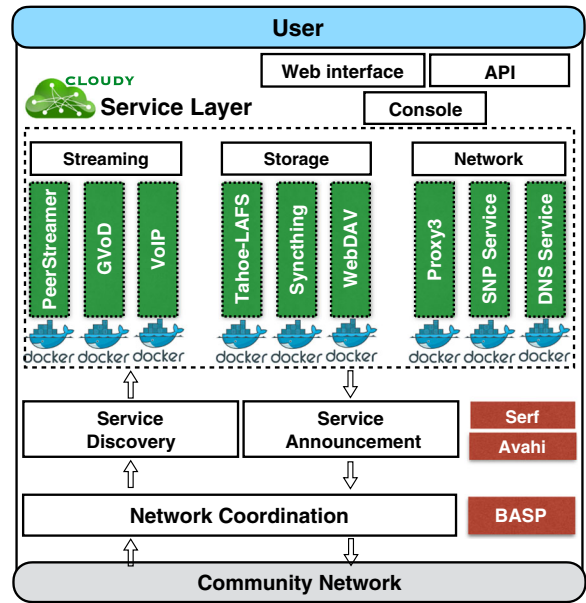 User
Web interface
API
CLOUDY
Service Layer
Console
Streaming
Storage
Network
PeerStreamer
GVoD
VoIP
Tahoe-LAFS
Syncthing
WebDAV
Proxy3
SNP Service
DNS Service
docker
docker
docker
docker
docker
docker
docker
docker
docker
Service
Discovery
Service
Announcement
Serf
Avahi
Network Coordination
BASP
Community Network